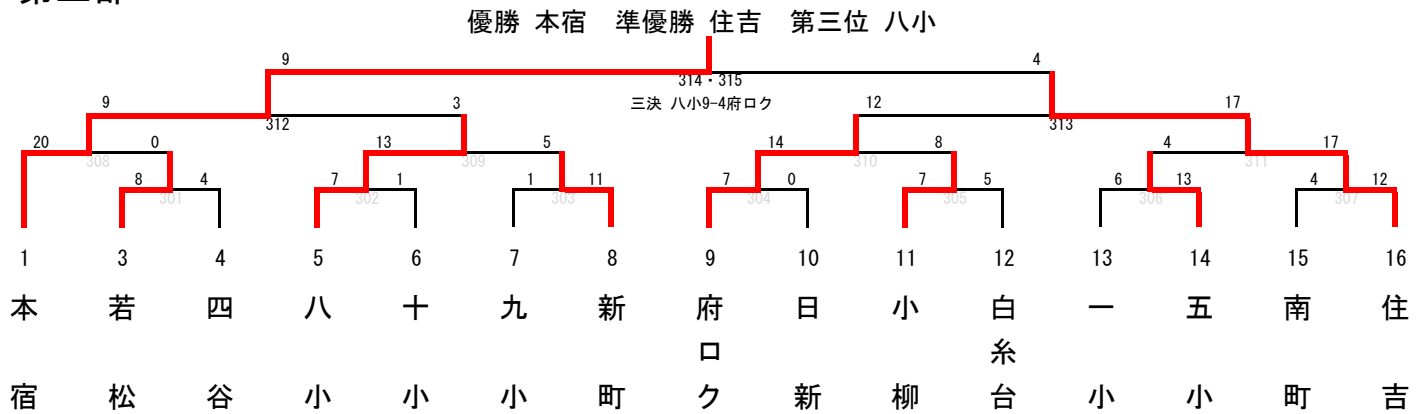 優勝 本宿 準優勝 住吉 第三位 八小
9 4
314・315
三決 八小9-4府ロク
9 3 12 17
312 313
20 0 13 5 14 8 4 17
308 309 310 311
8 4 7 1 1 11 7 0 7 5 6 13 4 12
301 302 303 304 305 306 307
1 3 4 5 6 7 8 9 10 11 12 13 14 15 16
本宿 若松 四谷 八小 十小 九小 新町 府ロク 日新 小柳 白糸台 一小 五小 南町 住吉